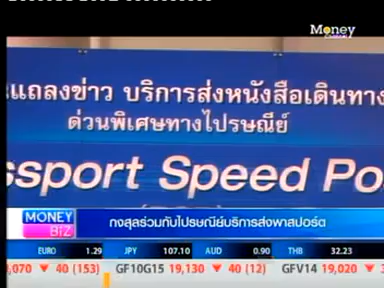 Money
นแถลงข่าว บริการส่งหนังสือเดินทาง
ด่วนพิเศษทางไปรษณีย์
ssport Speed Po
MONEY
BIZ
กงสุลร่วมกับไปรษณีย์บริการส่งพาสปอร์ต
EURO 1.29 JPY 107.10 AUD 0.90 THB 32.23
,070 ▼ 40 (153) GF10G15 19,130 ▼ 40 (12) GFV14 19,020 ▼